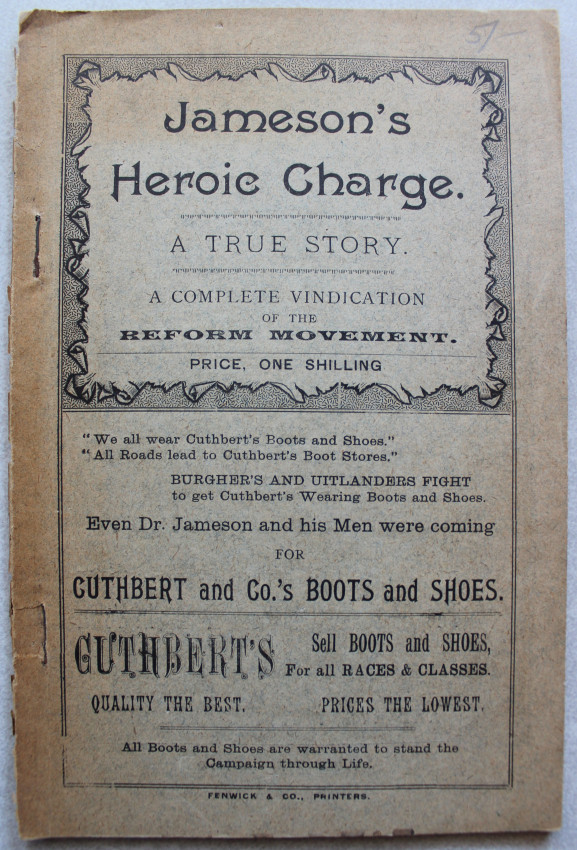 5/-
Jameson's
Heroic Charge.
A TRUE STORY.
A COMPLETE VINDICATION
OF THE
REFORM MOVEMENT.
PRICE, ONE SHILLING
"We all wear Cuthbert's Boots and Shoes."
"All Roads lead to Cuthbert's Boot Stores."
BURGHER'S AND UITLANDERS FIGHT
to get Cuthbert's Wearing Boots and Shoes.
Even Dr. Jameson and his Men were coming
FOR
CUTHBERT and Co.'s BOOTS and SHOES.
CUTHBERT'S
Sell BOOTS and SHOES,
For all RACES & CLASSES.
QUALITY THE BEST.
PRICES THE LOWEST.
All Boots and Shoes are warranted to stand the
Campaign through Life.
FENWICK & CO., PRINTERS.